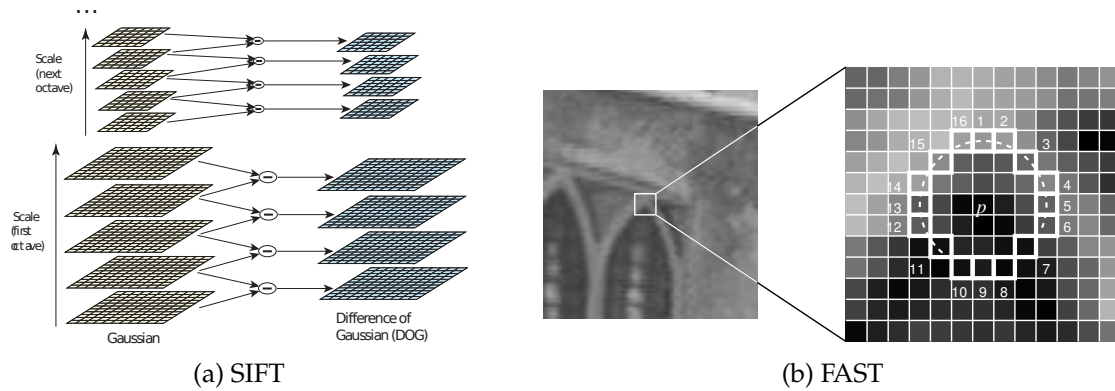 ...
Scale
(next
octave)
Scale
(first
octave)
Gaussian
Difference of
Gaussian (DOG)
(a) SIFT
16 1 2
15 3
14 4
13 p 5
12 6
11 7
10 9 8
(b) FAST